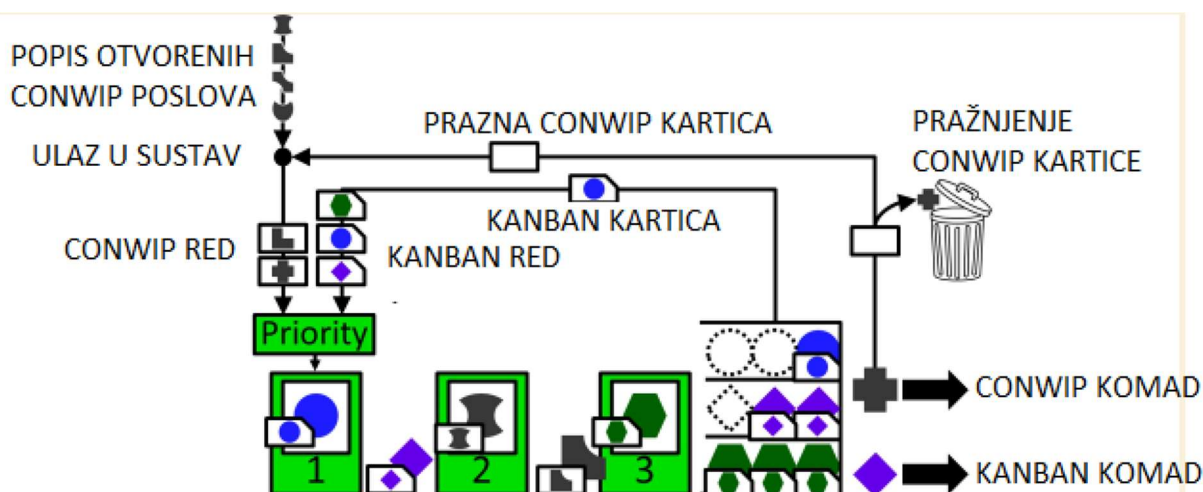 POPIS OTVORENIH
CONWIP POSLOVA
ULAZ U SUSTAV
PRAZNA CONWIP KARTICA
PRAŽNJENJE
CONWIP KARTICE
KANBAN KARTICA
CONWIP RED
KANBAN RED
Priority
1
2
3
CONWIP KOMAD
KANBAN KOMAD